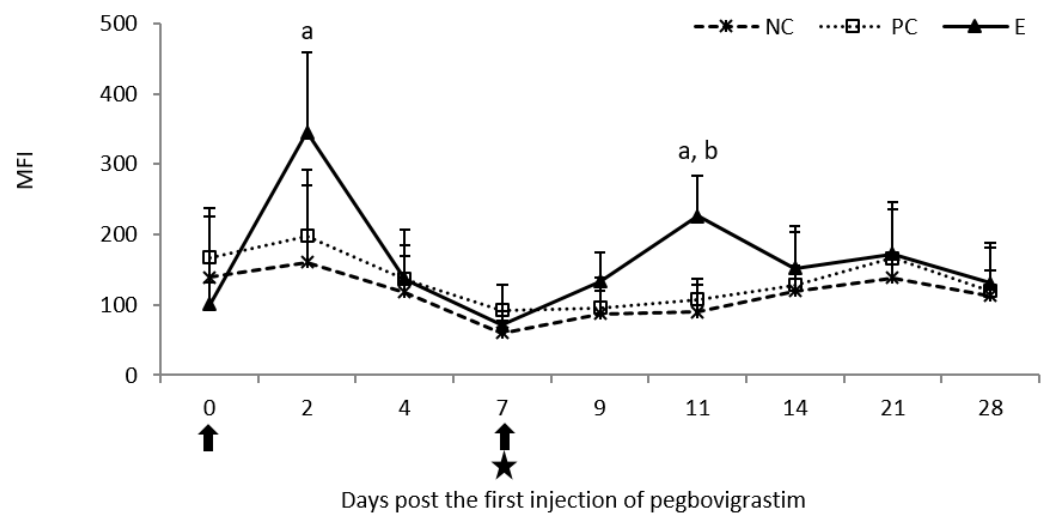 500
NC PC E
a
400
300
MFI
a, b
200
100
0
0 2 4 7 9 11 14 21 28
Days post the first injection of pegbovigrastim